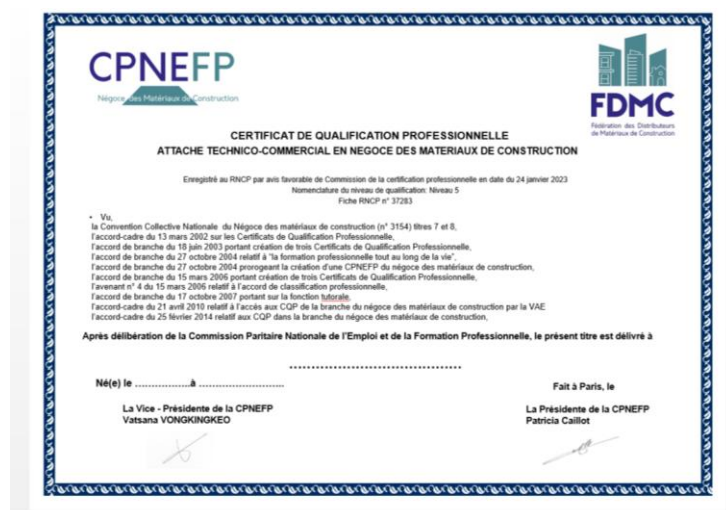 CPNEFP
Négoce des Matériaux de Construction
FDMC
Fédération des Distributeurs
de Matériaux de Construction
CERTIFICAT DE QUALIFICATION PROFESSIONNELLE
ATTACHE TECHNICO-COMMERCIAL EN NEGOCE DES MATERIAUX DE CONSTRUCTION
Enregistré au RNCP par avis favorable de Commission de la certification professionnelle en date du 24 janvier 2023
Nomenclature du niveau de qualification: Niveau 5
Fiche RNCP n° 37283
• Vu,
la Convention Collective Nationale du Négoce des matériaux de construction (n° 3154) titres 7 et 8,
l'accord-cadre du 13 mars 2002 sur les Certificats de Qualification Professionnelle,
l'accord de branche du 18 juin 2003 portant création de trois Certificats de Qualification Professionnelle,
l'accord de branche du 27 octobre 2004 relatif à "la formation professionnelle tout au long de la vie",
l'accord de branche du 27 octobre 2004 prorogeant la création d'une CPNEFP du négoce des matériaux de construction,
l'accord de branche du 15 mars 2006 portant création de trois Certificats de Qualification Professionnelle,
l'avenant n° 4 du 15 mars 2006 relatif à l'accord de classification professionnelle,
l'accord de branche du 17 octobre 2007 portant sur la fonction tutorale,
l'accord-cadre du 21 avril 2010 relatif à l'accès aux CQP de la branche du négoce des matériaux de construction par la VAE
l'accord-cadre du 25 février 2014 relatif aux CQP dans la branche du négoce des matériaux de construction,
Après délibération de la Commission Paritaire Nationale de l'Emploi et de la Formation Professionnelle, le présent titre est délivré à
........................................
Né(e) le .................à ..........................
Fait à Paris, le
La Vice - Présidente de la CPNEFP
Vatsana VONGKINGKEO
La Présidente de la CPNEFP
Patricia Caillot